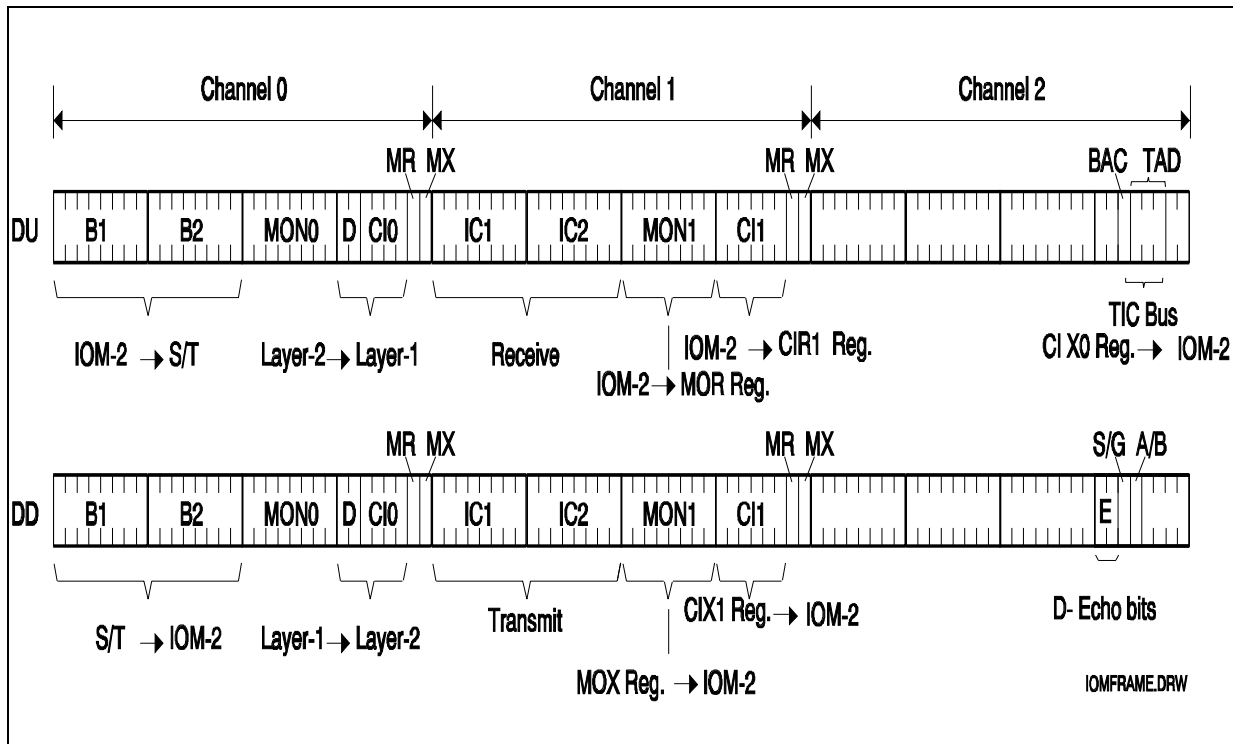 Channel 0 Channel 1 Channel 2
MR MX MR MX BAC TAD
DU B1 B2 MON0 D CI0 IC1 IC2 MON1 CI1
IOM-2 → S/T Layer-2 → Layer-1 Receive IOM-2 → CIR1 Reg. TIC Bus
IOM-2 → MOR Reg. CI X0 Reg. → IOM-2
MR MX MR MX S/G A/B
DD B1 B2 MON0 D CI0 IC1 IC2 MON1 CI1 E
S/T → IOM-2 Layer-1 → Layer-2 Transmit CIX1 Reg. → IOM-2 D- Echo bits
MOX Reg. → IOM-2 IOMFRAME.DRW